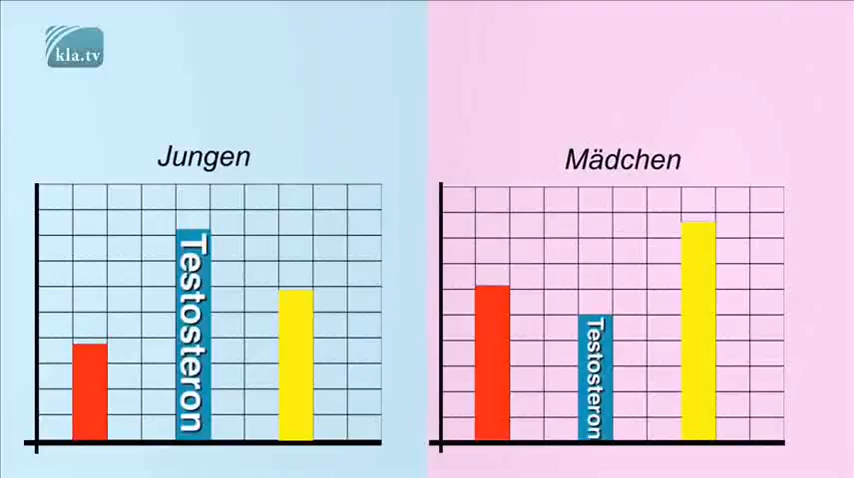 kla.tv
Jungen
Mädchen
Testosteron
Testosteron